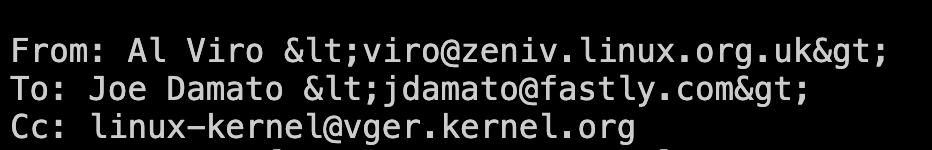 From: Al Viro &lt;viro@zeniv.linux.org.uk&gt;
To: Joe Damato &lt;jdamato@fastly.com&gt;
Cc: linux-kernel@vger.kernel.org